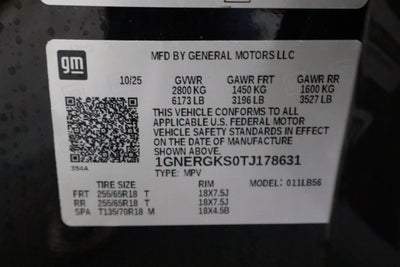 gm
MFD BY GENERAL MOTORS LLC
10/25 GVWR GAWR FRT GAWR RR
2800 KG 1450 KG 1600 KG
6173 LB 3196 LB 3527 LB
THIS VEHICLE CONFORMS TO ALL
APPLICABLE U.S. FEDERAL MOTOR
VEHICLE SAFETY STANDARDS IN EFFECT
ON THE DATE OF MANUFACTURE
SHOWN ABOVE.
384A
1GNERGKS0TJ178631
TYPE: MPV
TIRE SIZE RIM MODEL: 011LB56
FRT 255/65R18 T 18X7.5J
RR 255/65R18 T 18X7.5J
SPA T135/70R18 M 18X4.5B